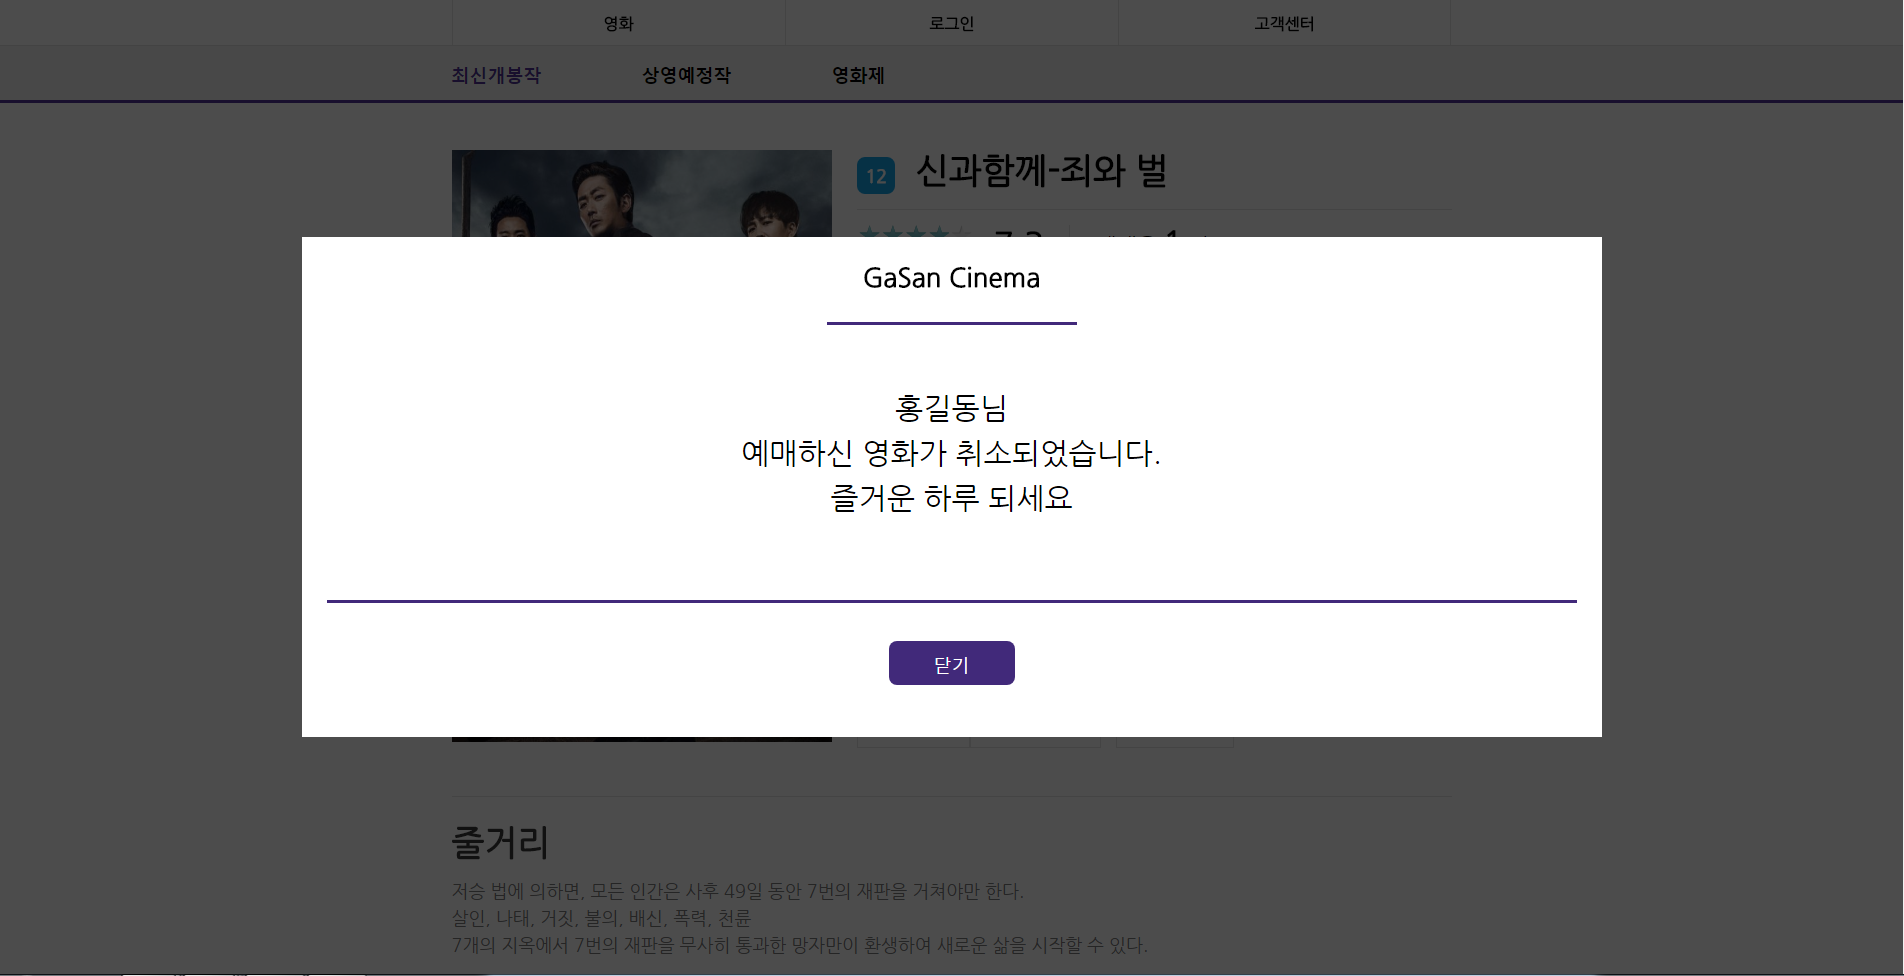 영화
로그인
고객센터
최신개봉작
상영예정작
영화제
12
신과함께-죄와 벌
GaSan Cinema
홍길동님
예매하신 영화가 취소되었습니다.
즐거운 하루 되세요
닫기
줄거리
저승 법에 의하면, 모든 인간은 사후 49일 동안 7번의 재판을 거쳐야만 한다.
살인, 나태, 거짓, 불의, 배신, 폭력, 천륜
7개의 지옥에서 7번의 재판을 무사히 통과한 망자만이 환생하여 새로운 삶을 시작할 수 있다.